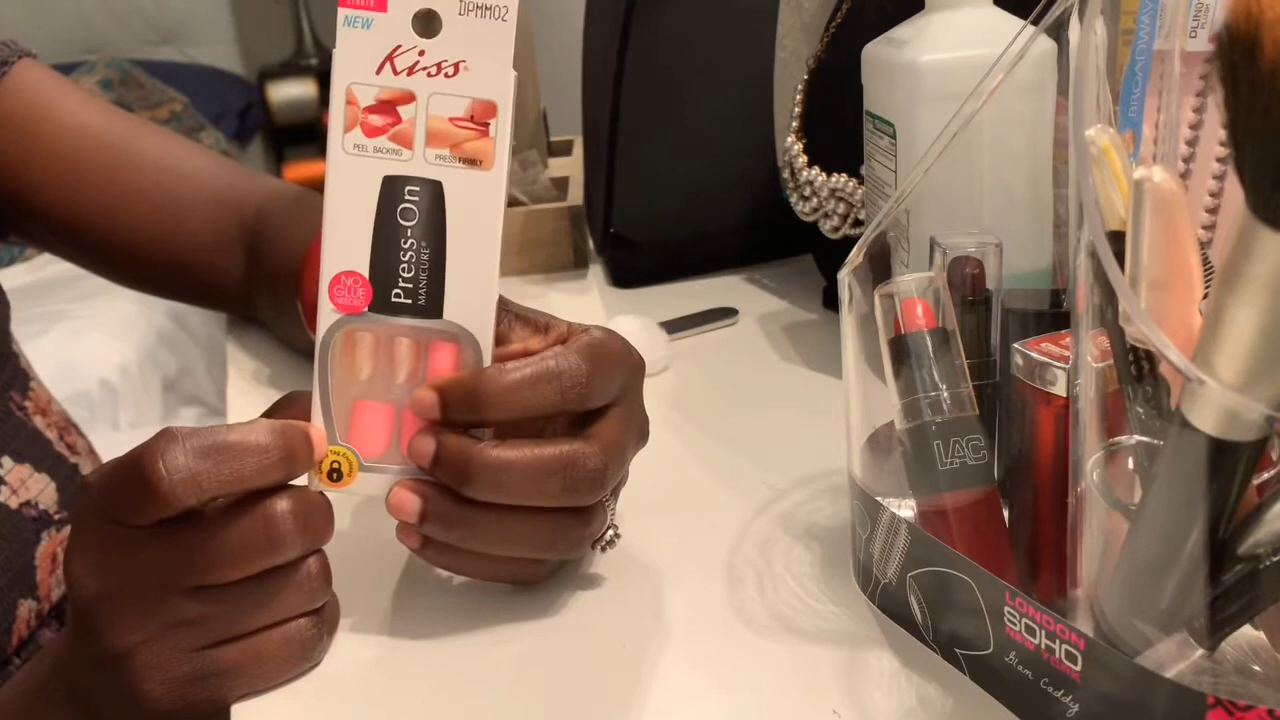 LENGTH
NEW
DPMM02
Kiss
PEEL BACKING
PRESS FIRMLY
Press-On
MANICURE®
NO
GLUE
NEEDED
BROADWAY
LAC
LONDON
SOHO
NEW YORK
Glam Caddy